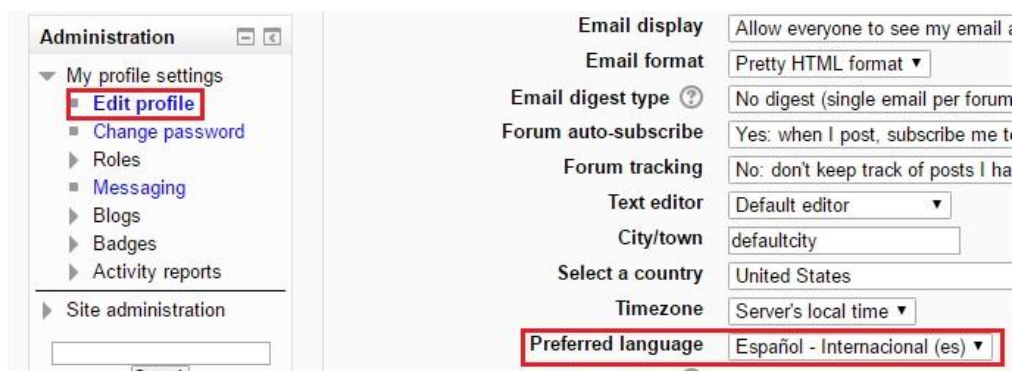 Administration
My profile settings
Edit profile
Change password
Roles
Messaging
Blogs
Badges
Activity reports
Site administration
Email display Allow everyone to see my email a
Email format Pretty HTML format
Email digest type No digest (single email per forum
Forum auto-subscribe Yes: when I post, subscribe me to
Forum tracking No: don't keep track of posts I ha
Text editor Default editor
City/town defaultcity
Select a country United States
Timezone Server's local time
Preferred language Español - Internacional (es)